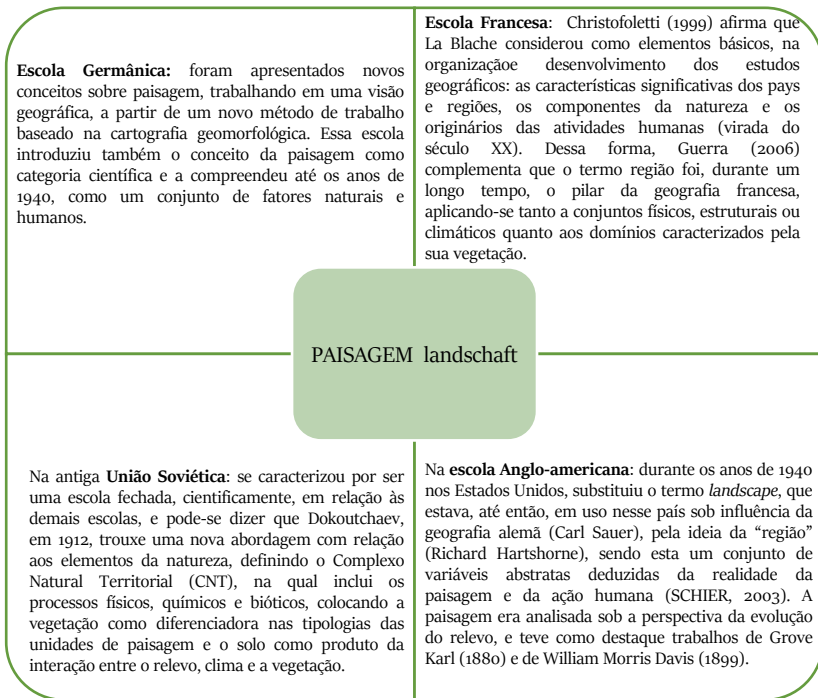 Escola Germânica: foram apresentados novos
conceitos sobre paisagem, trabalhando em uma visão
geográfica, a partir de um novo método de trabalho
baseado na cartografia geomorfológica. Essa escola
introduziu também o conceito da paisagem como
categoria científica e a compreendeu até os anos de
1940, como um conjunto de fatores naturais e
humanos.
Escola Francesa: Christofoletti (1999) afirma que
La Blache considerou como elementos básicos, na
organizaçãoe desenvolvimento dos estudos
geográficos: as características significativas dos pays
e regiões, os componentes da natureza e os
originários das atividades humanas (virada do
século XX). Dessa forma, Guerra (2006)
complementa que o termo região foi, durante um
longo tempo, o pilar da geografia francesa,
aplicando-se tanto a conjuntos físicos, estruturais ou
climáticos quanto aos domínios caracterizados pela
sua vegetação.
PAISAGEM landschaft
Na antiga União Soviética: se caracterizou por ser
uma escola fechada, cientificamente, em relação às
demais escolas, e pode-se dizer que Dokoutchaev,
em 1912, trouxe uma nova abordagem com relação
aos elementos da natureza, definindo o Complexo
Natural Territorial (CNT), na qual inclui os
processos físicos, químicos e bióticos, colocando a
vegetação como diferenciadora nas tipologias das
unidades de paisagem e o solo como produto da
interação entre o relevo, clima e a vegetação.
Na escola Anglo-americana: durante os anos de 1940
nos Estados Unidos, substituiu o termo landscape, que
estava, até então, em uso nesse país sob influência da
geografia alemã (Carl Sauer), pela ideia da “região”
(Richard Hartshorne), sendo esta um conjunto de
variáveis abstratas deduzidas da realidade da
paisagem e da ação humana (SCHIER, 2003). A
paisagem era analisada sob a perspectiva da evolução
do relevo, e teve como destaque trabalhos de Grove
Karl (1880) e de William Morris Davis (1899).